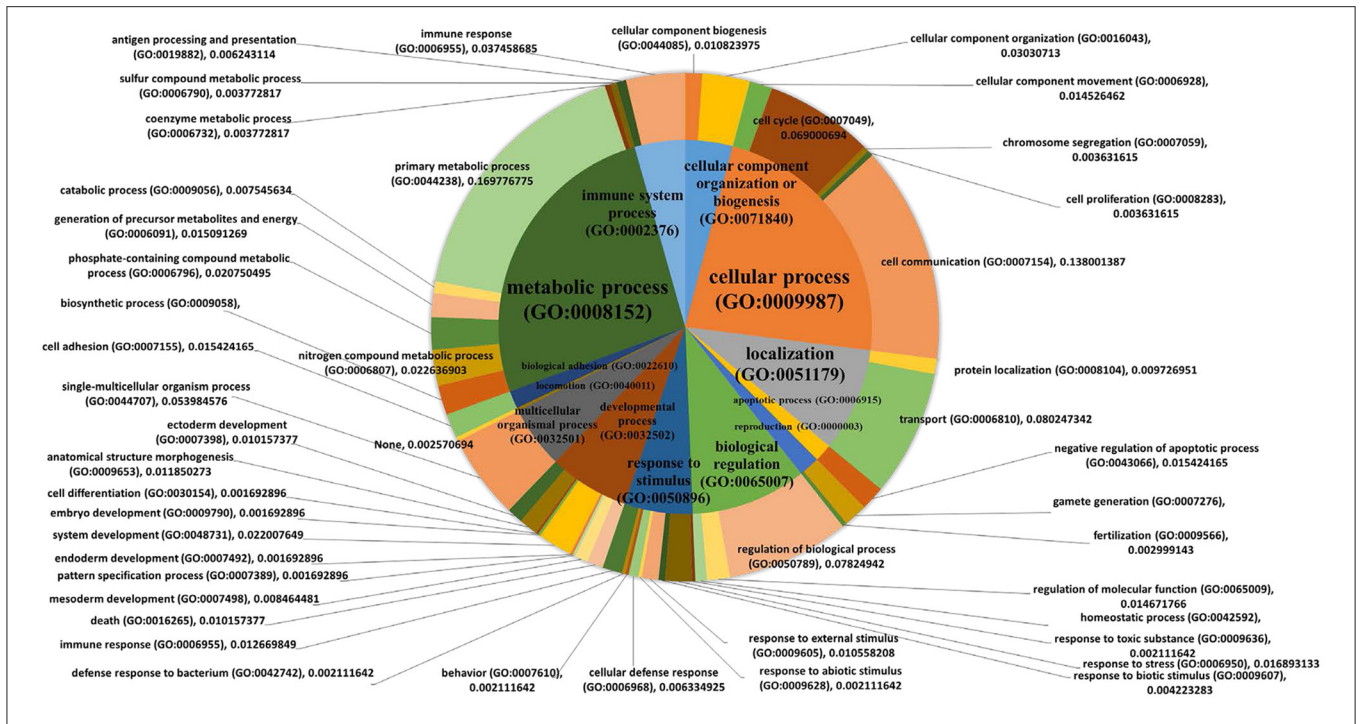 immune response
(GO:0006955), 0.037458685
cellular component biogenesis
(GO:0044085), 0.010823975
cellular component organization (GO:0016043),
0.03030713
cellular component movement (GO:0006928),
0.014526462
cell cycle (GO:0007049),
0.069000694
chromosome segregation (GO:0007059),
0.003631615
cell proliferation (GO:0008283),
0.003631615
cell communication (GO:0007154), 0.138001387
protein localization (GO:0008104), 0.009726951
transport (GO:0006810), 0.080247342
negative regulation of apoptotic process
(GO:0043066), 0.015424165
gamete generation (GO:0007276),
fertilization (GO:0009566),
0.002999143
regulation of biological process
(GO:0050789), 0.07824942
regulation of molecular function (GO:0065009),
0.014671766
homeostatic process (GO:0042592),
response to toxic substance (GO:0009636),
0.002111642
response to stress (GO:0006950), 0.016893133
response to biotic stimulus (GO:0009607),
0.004223283
response to external stimulus
(GO:0009605), 0.010558208
response to abiotic stimulus
(GO:0009628), 0.002111642
cellular defense response
(GO:0006968), 0.006334925
behavior (GO:0007610),
0.002111642
defense response to bacterium (GO:0042742), 0.002111642
immune response (GO:0006955), 0.012669849
death (GO:0016265), 0.010157377
mesoderm development (GO:0007498), 0.008464481
pattern specification process (GO:0007389), 0.001692896
endoderm development (GO:0007492), 0.001692896
system development (GO:0048731), 0.022007649
embryo development (GO:0009790), 0.001692896
cell differentiation (GO:0030154), 0.001692896
anatomical structure morphogenesis
(GO:0009653), 0.011850273
ectoderm development
(GO:0007398), 0.010157377
None, 0.002570694
single-multicellular organism process
(GO:0044707), 0.053984576
cell adhesion (GO:0007155), 0.015424165
nitrogen compound metabolic process
(GO:0006807), 0.022636903
biosynthetic process (GO:0009058),
phosphate-containing compound metabolic
process (GO:0006796), 0.020750495
generation of precursor metabolites and energy
(GO:0006091), 0.015091269
catabolic process (GO:0009056), 0.007545634
primary metabolic process
(GO:0044238), 0.169776775
coenzyme metabolic process
(GO:0006732), 0.003772817
sulfur compound metabolic process
(GO:0006790), 0.003772817
antigen processing and presentation
(GO:0019882), 0.006243114
immune system
process
(GO:0002376)
cellular component
organization or
biogenesis
(GO:0071840)
cellular process
(GO:0009987)
localization
(GO:0051179)
apoptotic process (GO:0006915)
reproduction (GO:0000003)
biological
regulation
(GO:0065007)
response to
stimulus
(GO:0050896)
developmental
process
(GO:0032502)
multicellular
organismal process
(GO:0032501)
locomotion (GO:0040011)
biological adhesion (GO:0022610)
metabolic process
(GO:0008152)